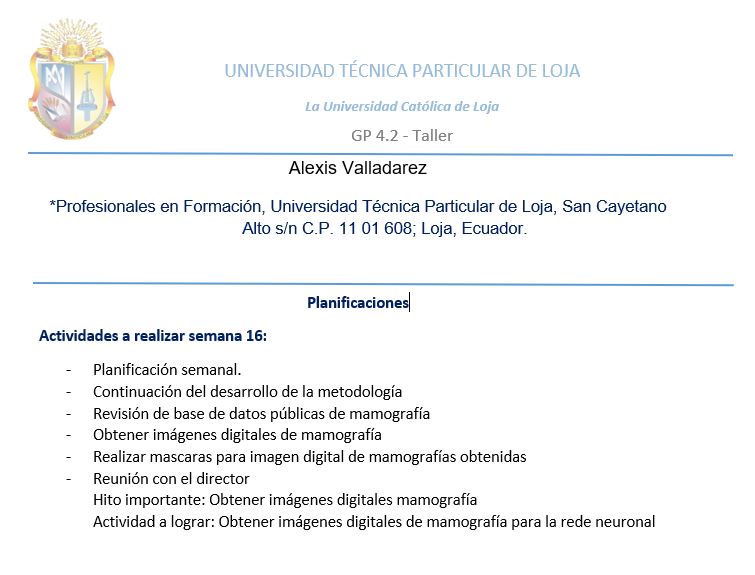 UNIVERSIDAD TÉCNICA PARTICULAR DE LOJA
La Universidad Católica de Loja
GP 4.2 - Taller
Alexis Valladarez
*Profesionales en Formación, Universidad Técnica Particular de Loja, San Cayetano
Alto s/n C.P. 11 01 608; Loja, Ecuador.
Planificaciones
Actividades a realizar semana 16:
- Planificación semanal.
- Continuación del desarrollo de la metodología
- Revisión de base de datos públicas de mamografía
- Obtener imágenes digitales de mamografía
- Realizar mascaras para imagen digital de mamografías obtenidas
- Reunión con el director
Hito importante: Obtener imágenes digitales mamografía
Actividad a lograr: Obtener imágenes digitales de mamografía para la red neuronal